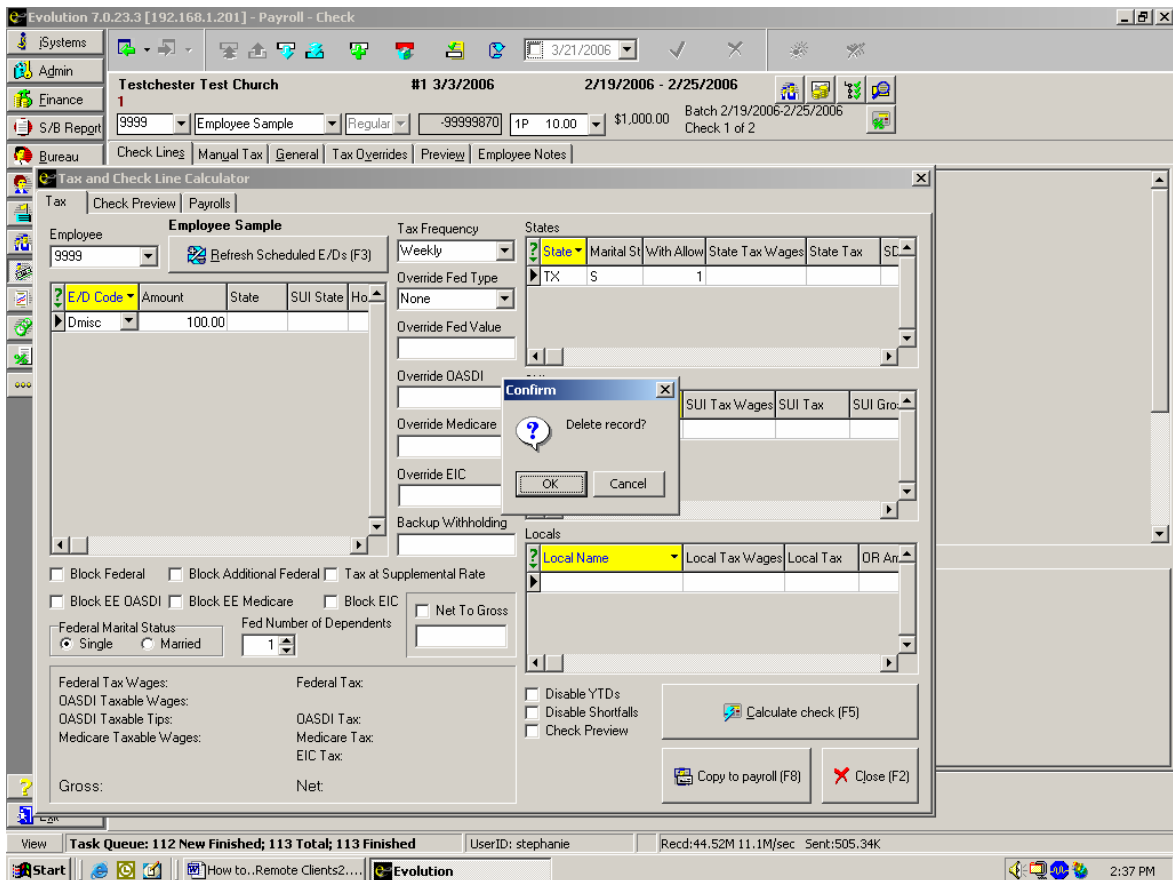 Evolution 7.0.23.3 [192.168.1.201] - Payroll - Check
iSystems
Admin
Finance
S/B Report
Bureau
3/21/2006
Testchester Test Church
#1 3/3/2006
2/19/2006 - 2/25/2006
1
9999
Employee Sample
Regular
-99999870
1P 10.00
$1,000.00
Batch 2/19/2006-2/25/2006
Check 1 of 2
Check Lines
Manual Tax
General
Tax Overrides
Preview
Employee Notes
Tax and Check Line Calculator
Tax
Check Preview
Payrolls
Employee
Employee Sample
9999
Refresh Scheduled E/Ds (F3)
E/D Code
Amount
State
SUI State
Ho
Dmisc
100.00
Tax Frequency
Weekly
Override Fed Type
None
Override Fed Value
Override OASDI
Override Medicare
Override EIC
Backup Withholding
States
State
Marital St
With Allow
State Tax Wages
State Tax
SD
TX
S
1
Confirm
Delete record?
OK
Cancel
SUI Tax Wages
SUI Tax
SUI Gro
Locals
Local Name
Local Tax Wages
Local Tax
OR Am
Block Federal
Block Additional Federal
Tax at Supplemental Rate
Block EE OASDI
Block EE Medicare
Block EIC
Net To Gross
Federal Marital Status
Single
Married
Fed Number of Dependents
1
Federal Tax Wages:
Federal Tax:
OASDI Taxable Wages:
OASDI Taxable Tips:
OASDI Tax:
Medicare Taxable Wages:
Medicare Tax:
EIC Tax:
Gross:
Net:
Disable YTDs
Disable Shortfalls
Check Preview
Calculate check (F5)
Copy to payroll (F8)
Close (F2)
View
Task Queue: 112 New Finished; 113 Total; 113 Finished
UserID: stephanie
Recd:44.52M 11.1M/sec Sent:505.34K
Start
How to..Remote Clients2....
Evolution
2:37 PM